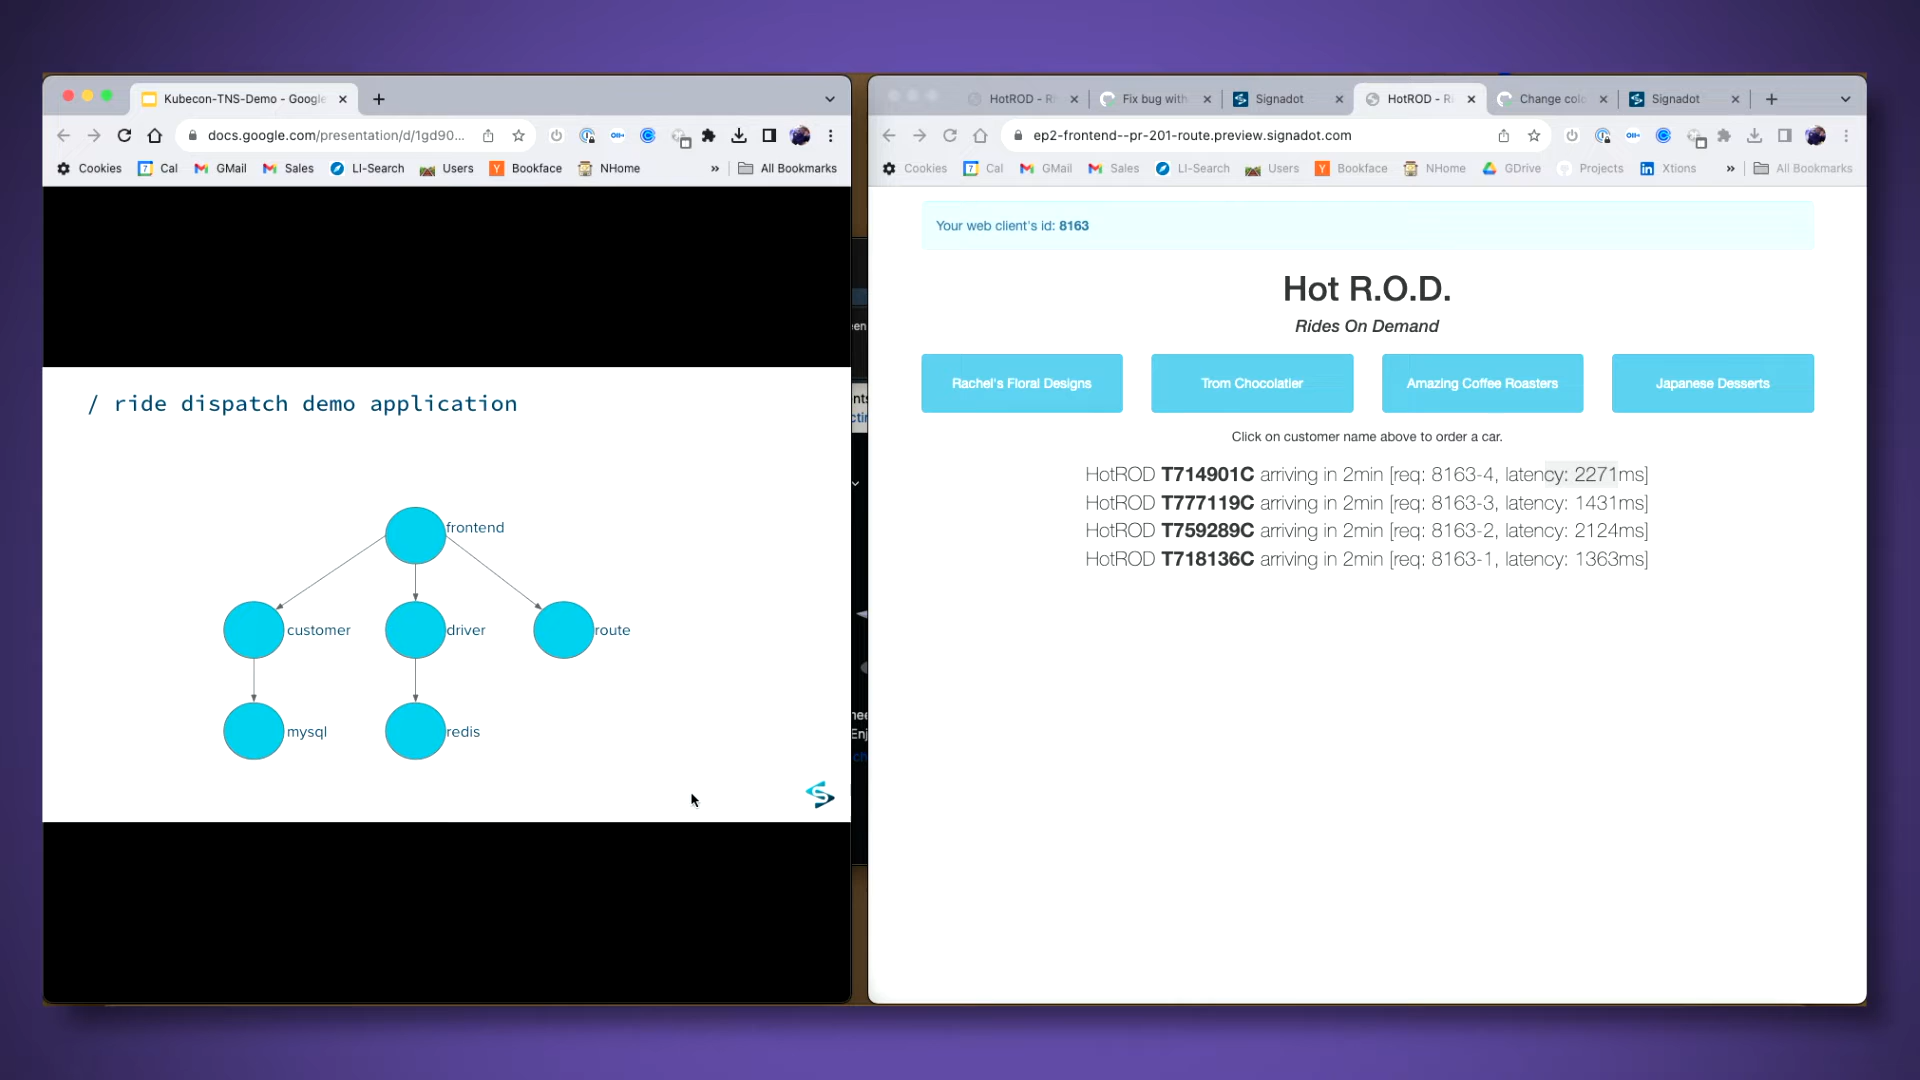 Kubecon-TNS-Demo - Google
docs.google.com/presentation/d/1gd90...
Cookies
Cal
GMail
Sales
LI-Search
Users
Bookface
NHome
»
All Bookmarks
/ ride dispatch demo application
frontend
customer
driver
route
mysql
redis
HotROD - Ri
Fix bug with
Signadot
HotROD - Ri
Change colo
Signadot
ep2-frontend--pr-201-route.preview.signadot.com
Cookies
Cal
GMail
Sales
LI-Search
Users
Bookface
NHome
GDrive
Projects
Xtions
»
All Bookmarks
Your web client's id: 8163
Hot R.O.D.
Rides On Demand
Rachel's Floral Designs
Trom Chocolatier
Amazing Coffee Roasters
Japanese Desserts
Click on customer name above to order a car.
HotROD T714901C arriving in 2min [req: 8163-4, latency: 2271ms]
HotROD T777119C arriving in 2min [req: 8163-3, latency: 1431ms]
HotROD T759289C arriving in 2min [req: 8163-2, latency: 2124ms]
HotROD T718136C arriving in 2min [req: 8163-1, latency: 1363ms]